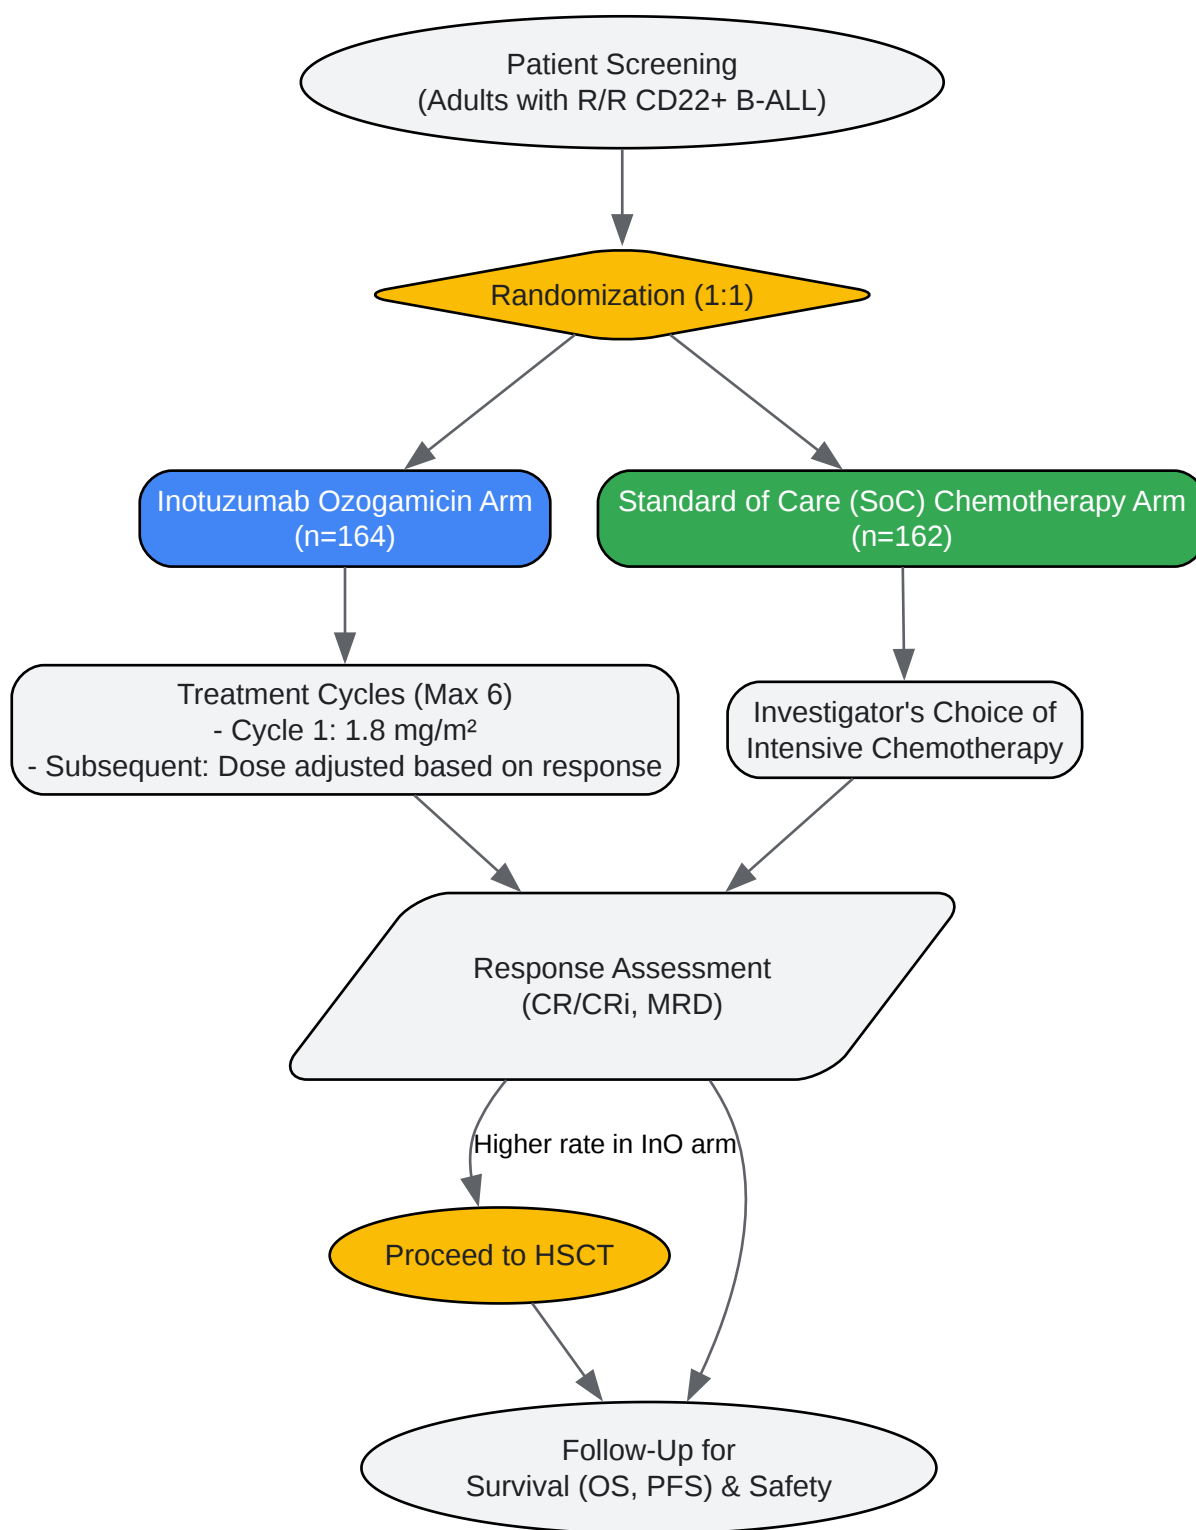 Patient Screening
(Adults with R/R CD22+ B-ALL)
Randomization (1:1)
Inotuzumab Ozogamicin Arm
(n=164)
Standard of Care (SoC) Chemotherapy Arm
(n=162)
Treatment Cycles (Max 6)
- Cycle 1: 1.8 mg/m²
- Subsequent: Dose adjusted based on response
Investigator's Choice of
Intensive Chemotherapy
Response Assessment
(CR/CRi, MRD)
Higher rate in InO arm
Proceed to HSCT
Follow-Up for
Survival (OS, PFS) & Safety